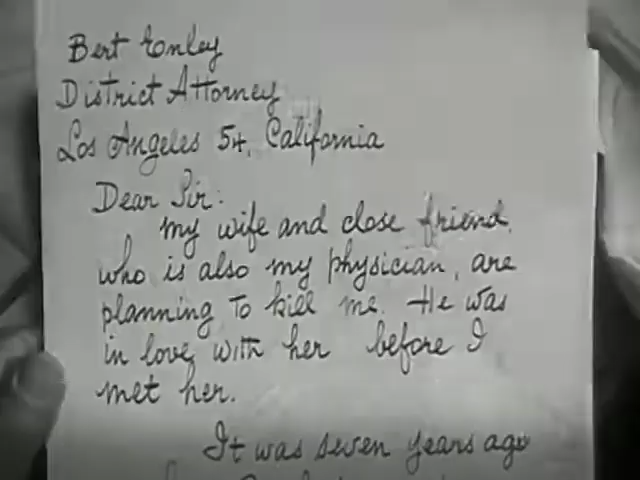 Bert Tenley
District Attorney
Los Angeles 54, California
Dear Sir:
My wife and close friend,
who is also my physician, are
planning to kill me. He was
in love with her before I
met her.
It was seven years ago